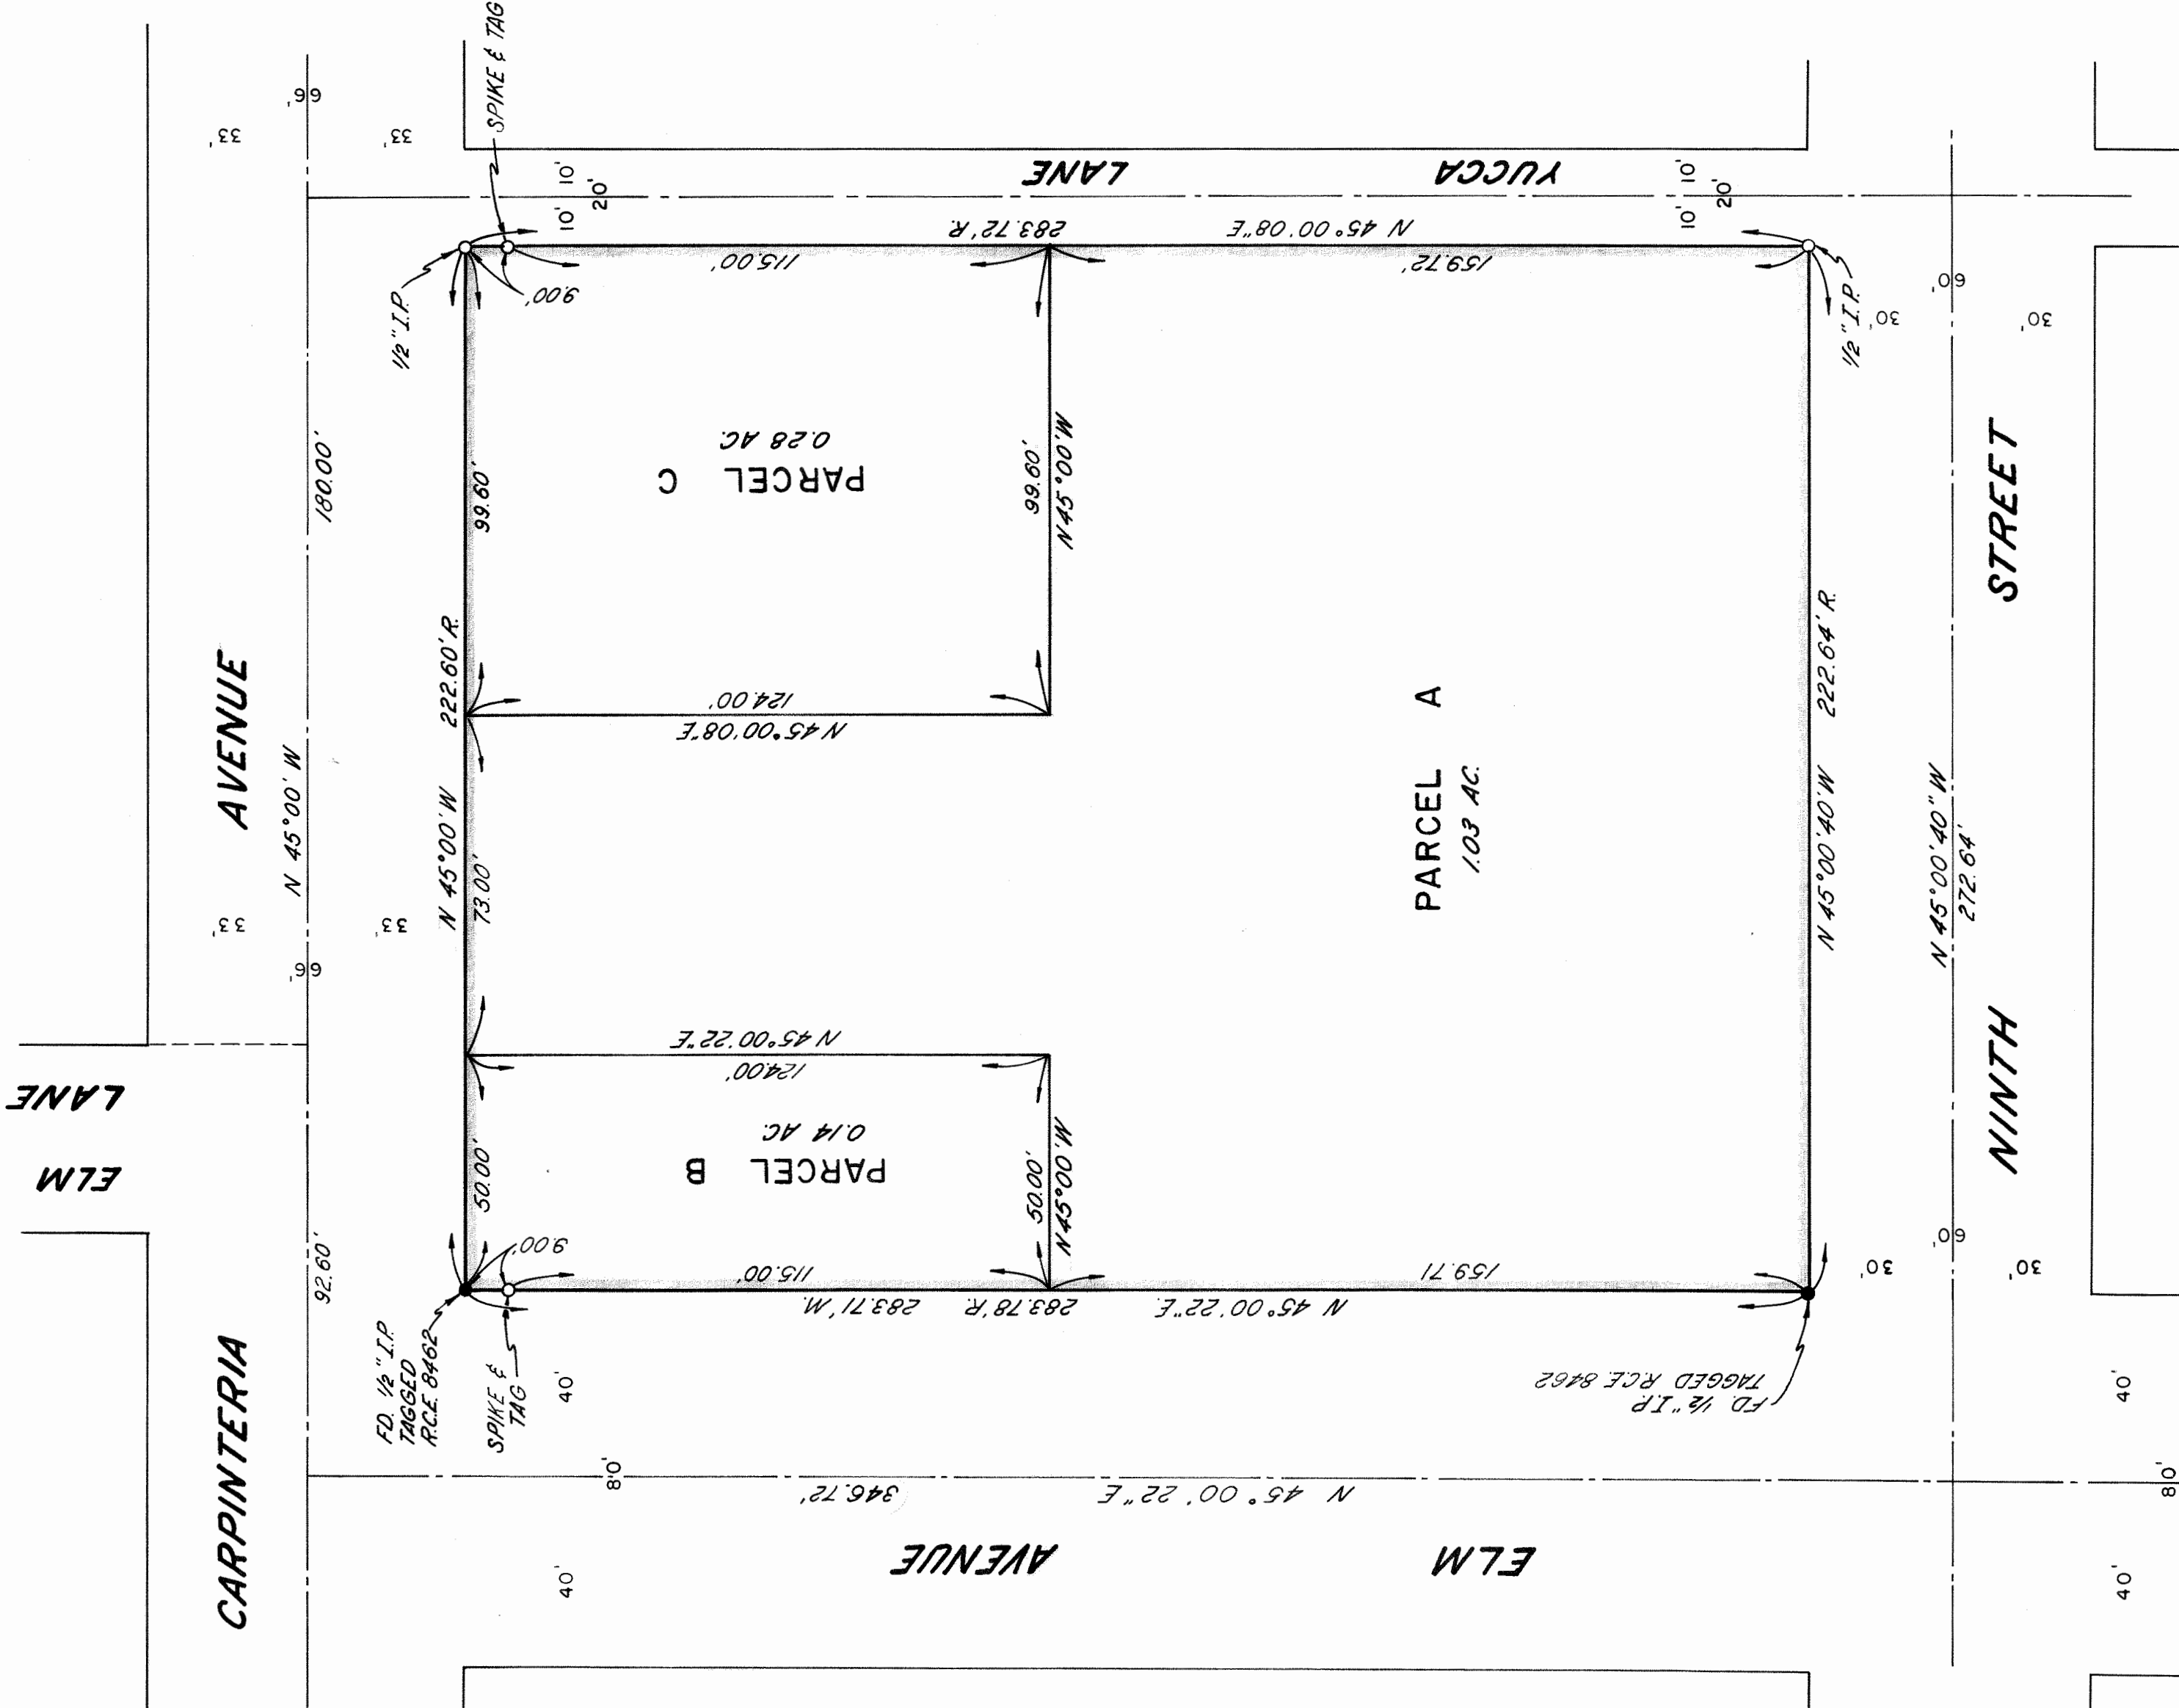 CARPINTERIA AVENUE
ELM LANE
N 45°00' W
180.00'
92.60'
66'
33'
33'
66'
33'
33'
SPIKE & TAG
1/2" I.P.
9.00'
10'
10'
20'
YUCCA LANE
10'
10'
20'
N 45°00'08"E
283.72' R.
115.00'
159.72'
N 45°00' W
222.60' R.
99.60'
73.00'
50.00'
PARCEL C
0.28 AC.
99.60'
N 45°00' W
124.00'
N 45°00'08"E
N 45°00'22"E
124.00'
PARCEL B
0.14 AC.
50.00'
N 45°00' W
9.00'
115.00'
159.71
N 45°00'22"E.
283.78' R.
283.71' M.
PARCEL A
1.03 AC.
FD. 1/2" I.P.
TAGGED
R.C.E. 8462
SPIKE &
TAG
FD. 1/2" I.P.
TAGGED R.C.E. 8462
40'
80'
40'
N 45°00'22"E
346.72'
ELM AVENUE
1/2" I.P.
N 45°00'40"W
222.64' R.
60'
30'
30'
N 45°00'40"W
272.64'
NINTH STREET
60'
30'
30'
40'
80'
40'